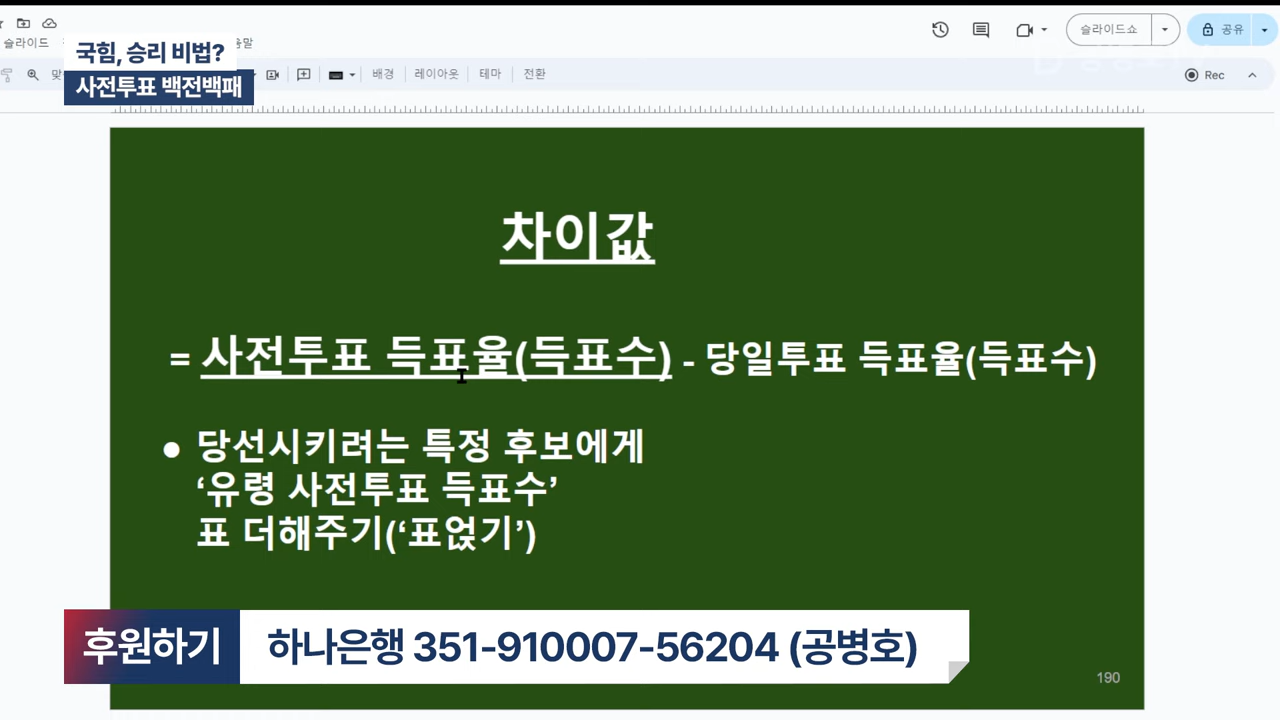 슬라이드
움말
국힘, 승리 비법?
사전투표 백전백패
맞
배경
레이아웃
테마
전환
슬라이드쇼
공유
Rec
차이값
= 사전투표 득표율(득표수) - 당일투표 득표율(득표수)
● 당선시키려는 특정 후보에게
‘유령 사전투표 득표수’
표 더해주기(‘표얹기’)
후원하기
하나은행 351-910007-56204 (공병호)
190